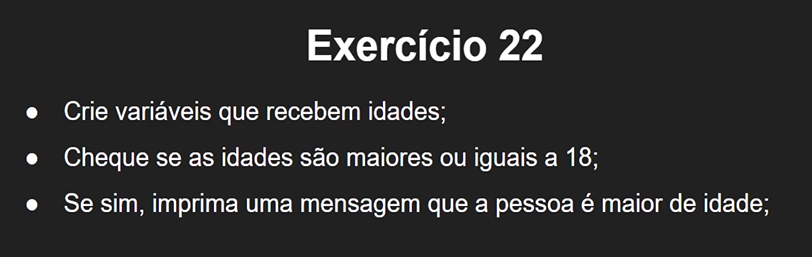 Exercício 22
● Crie variáveis que recebem idades;
● Cheque se as idades são maiores ou iguais a 18;
● Se sim, imprima uma mensagem que a pessoa é maior de idade;